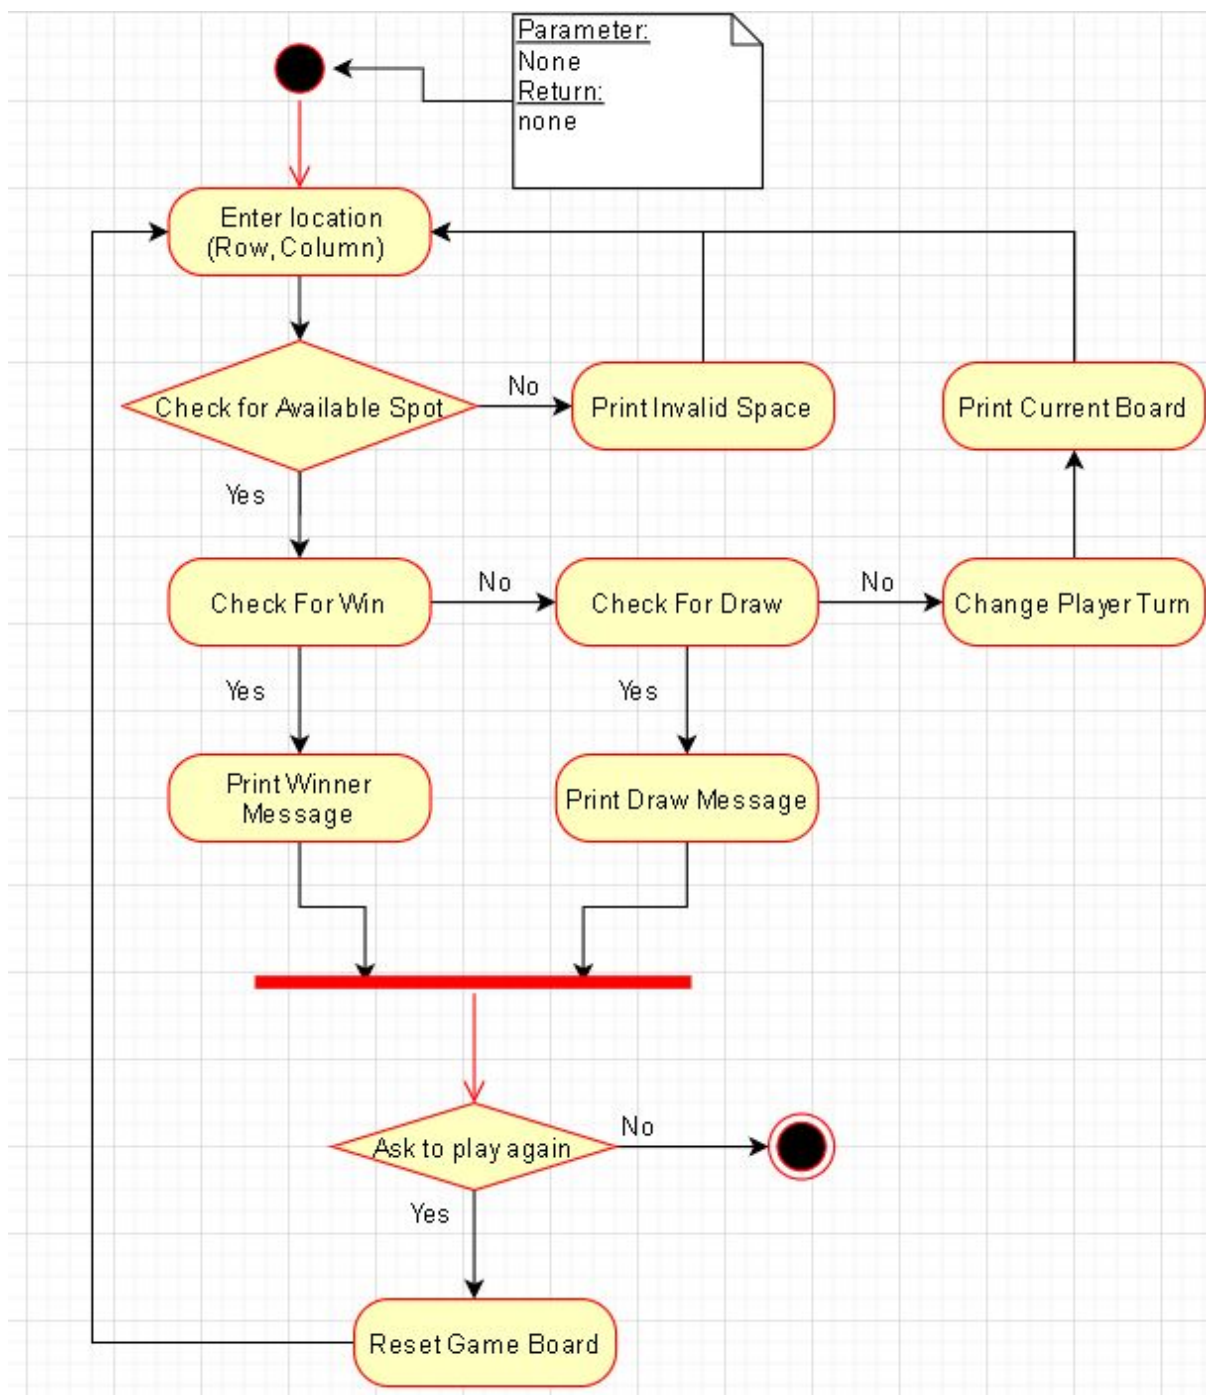 Parameter:
None
Return:
none
Enter location
(Row, Column)
Check for Available Spot
No
Print Invalid Space
Print Current Board
Yes
Check For Win
No
Check For Draw
No
Change Player Turn
Yes
Yes
Print Winner
Message
Print Draw Message
Ask to play again
No
Yes
Reset Game Board